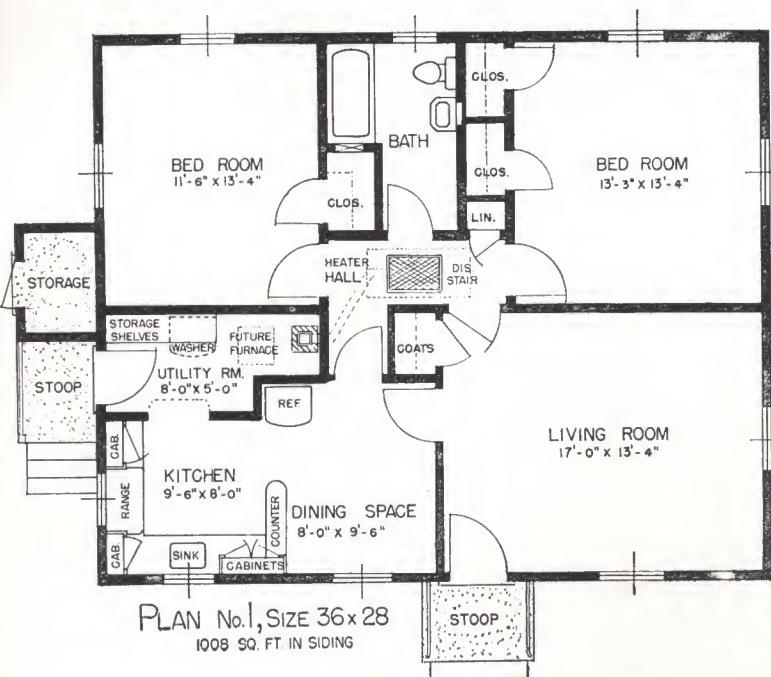 BED ROOM
11'-6" X 13'-4"
BATH
CLOS.
CLOS.
CLOS.
LIN.
BED ROOM
13'-3" X 13'-4"
STORAGE
HEATER
HALL
DIS.
STAIR
STORAGE
SHELVES
WASHER
FUTURE
FURNACE
UTILITY RM.
8'-0" X 5'-0"
STOOP
COATS
REF.
LIVING ROOM
17'-0" X 13'-4"
CAB.
RANGE
CAB.
KITCHEN
9'-6" X 8'-0"
DINING SPACE
8'-0" X 9'-6"
COUNTER
SINK
CABINETS
PLAN No.1, SIZE 36 x 28
1008 SQ. FT. IN SIDING
STOOP